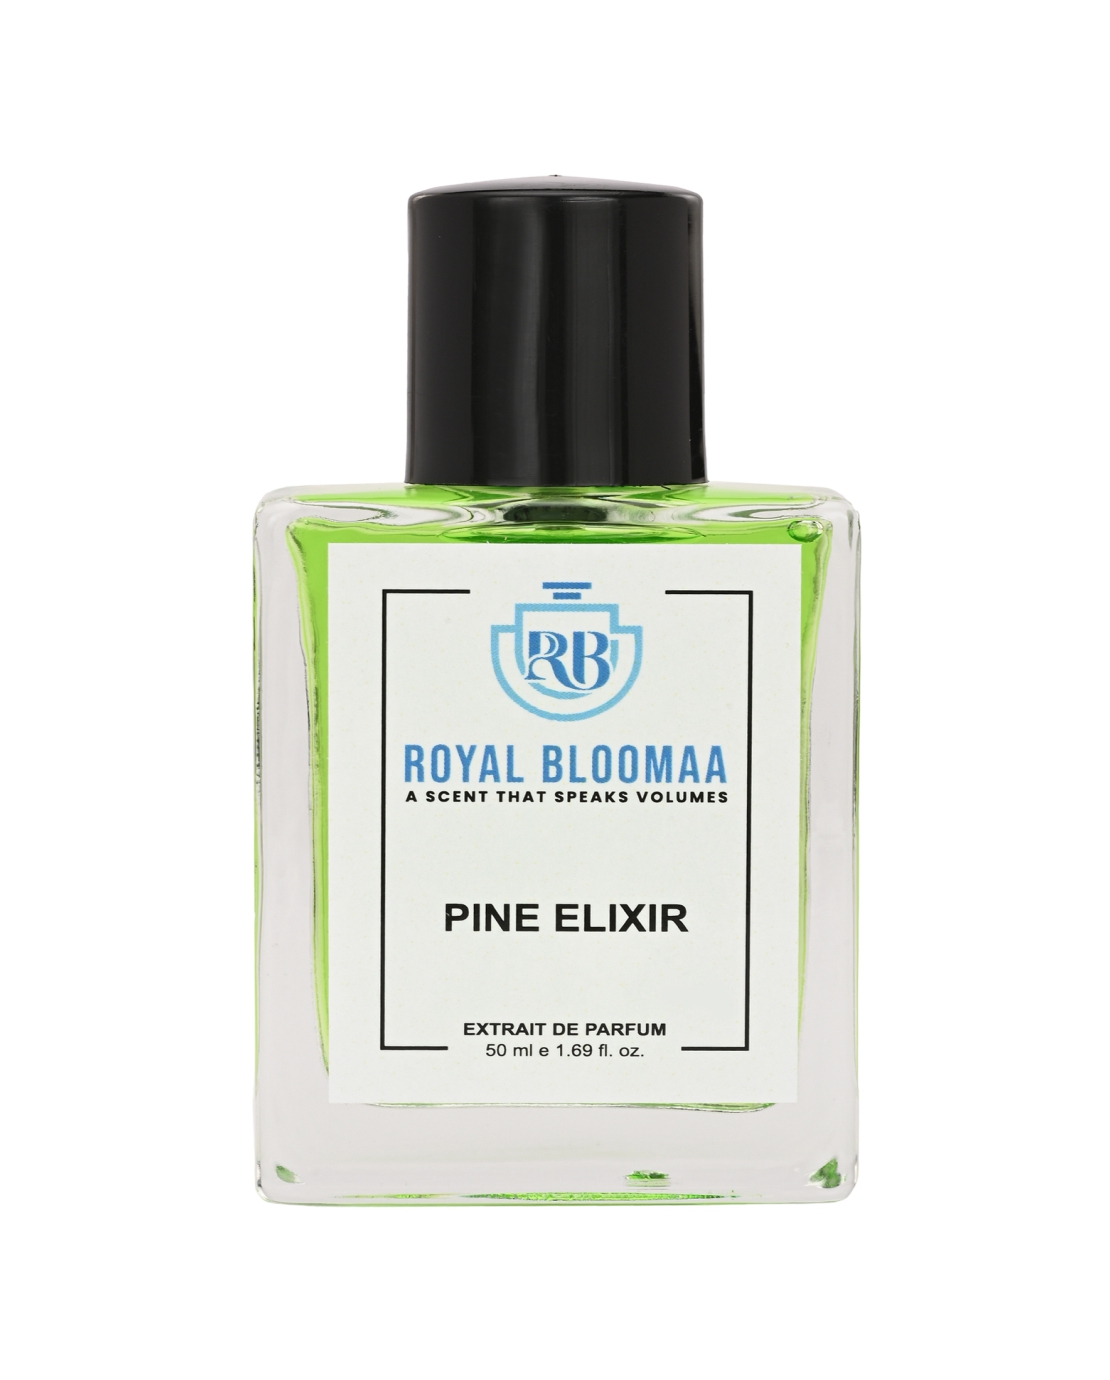 RB
ROYAL BLOOMAA
A SCENT THAT SPEAKS VOLUMES
PINE ELIXIR
EXTRAIT DE PARFUM
50 ml e 1.69 fl. oz.